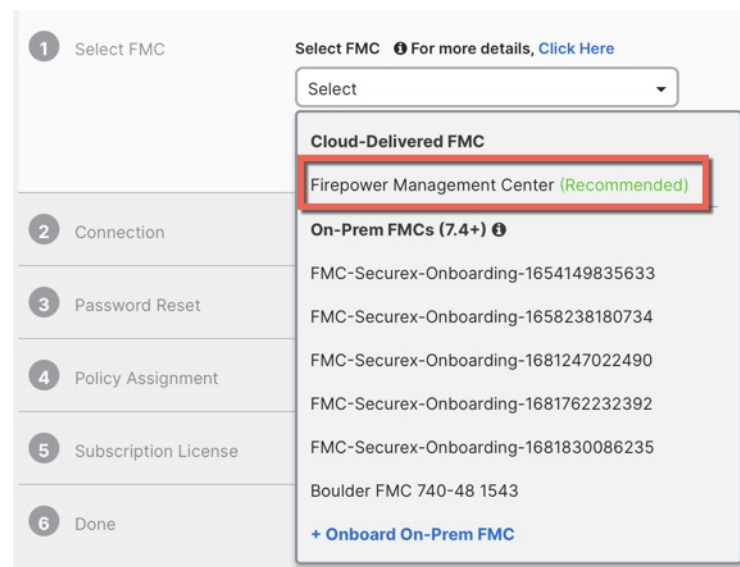 1 Select FMC
Select FMC For more details, Click Here
Select
Cloud-Delivered FMC
Firepower Management Center (Recommended)
On-Prem FMCs (7.4+)
FMC-Securex-Onboarding-1654149835633
FMC-Securex-Onboarding-1658238180734
FMC-Securex-Onboarding-1681247022490
FMC-Securex-Onboarding-1681762232392
FMC-Securex-Onboarding-1681830086235
Boulder FMC 740-48 1543
+ Onboard On-Prem FMC
2 Connection
3 Password Reset
4 Policy Assignment
5 Subscription License
6 Done